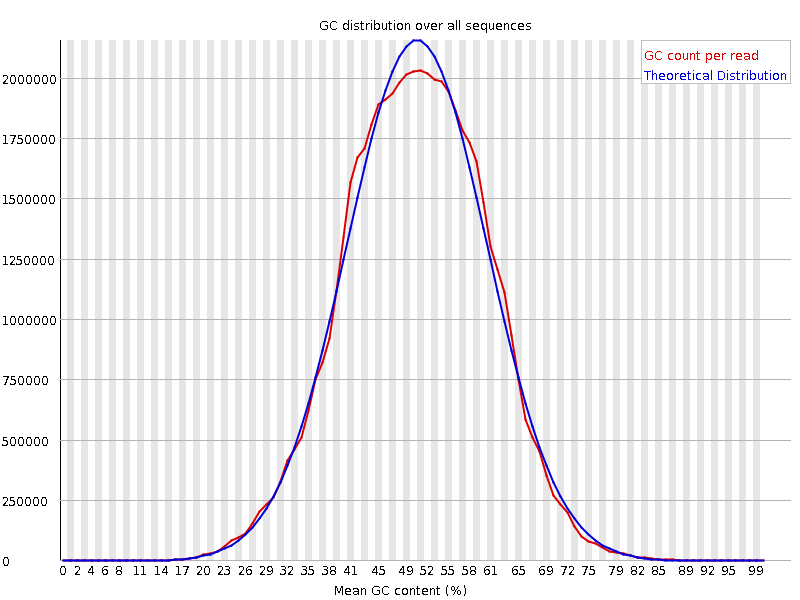 GC distribution over all sequences
GC count per read
Theoretical Distribution
2000000
1750000
1500000
1250000
1000000
750000
500000
250000
0
0 2 4 6 8 11 14 17 20 23 26 29 32 35 38 41 45 49 52 55 58 61 65 69 72 75 79 82 85 89 92 95 99
Mean GC content (%)